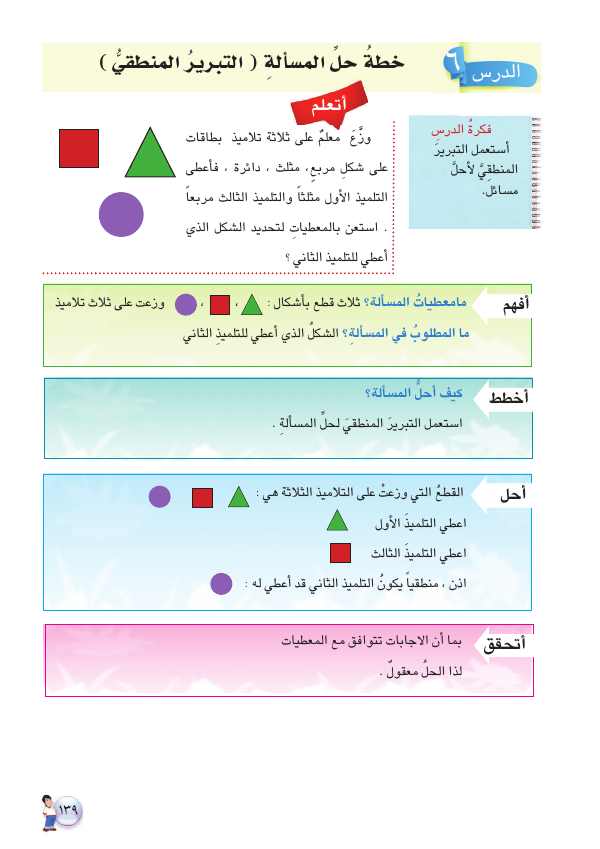 الدرس ٦
خطةُ حلِّ المسألةِ ( التبريرُ المنطقيُّ )
فكرةُ الدرس
أستعمل التبريرَ
المنطقِيَّ لأحلَّ
مسائل.
أتعلم
وزَّعَ معلمٌ على ثلاثة تلاميذ بطاقات
على شكلِ مربعٍ، مثلث ، دائرة ، فأعطى
التلميذ الأول مثلثاً والتلميذ الثالث مربعاً
. استعن بالمعطياتِ لتحديد الشكل الذي
أعطي للتلميذ الثاني ؟
أفهم
مامعطياتُ المسألة؟ ثلاث قطع بأشكال : ، ، وزعت على ثلاث تلاميذ
ما المطلوبُ في المسألةِ؟ الشكلُ الذي أعطي للتلميذِ الثاني
أخطط
كيف أحلُّ المسألة؟
استعمل التبريرَ المنطقيَ لحلِّ المسألةِ .
أحل
القطعُ التي وزعتْ على التلاميذِ الثلاثة هي :
اعطي التلميذَ الأول
اعطي التلميذَ الثالث
اذن ، منطقياً يكونُ التلميذ الثاني قد أعطي له :
أتحقق
بما أن الاجابات تتوافق مع المعطيات
لذا الحلُ معقولٌ .
١٣٩